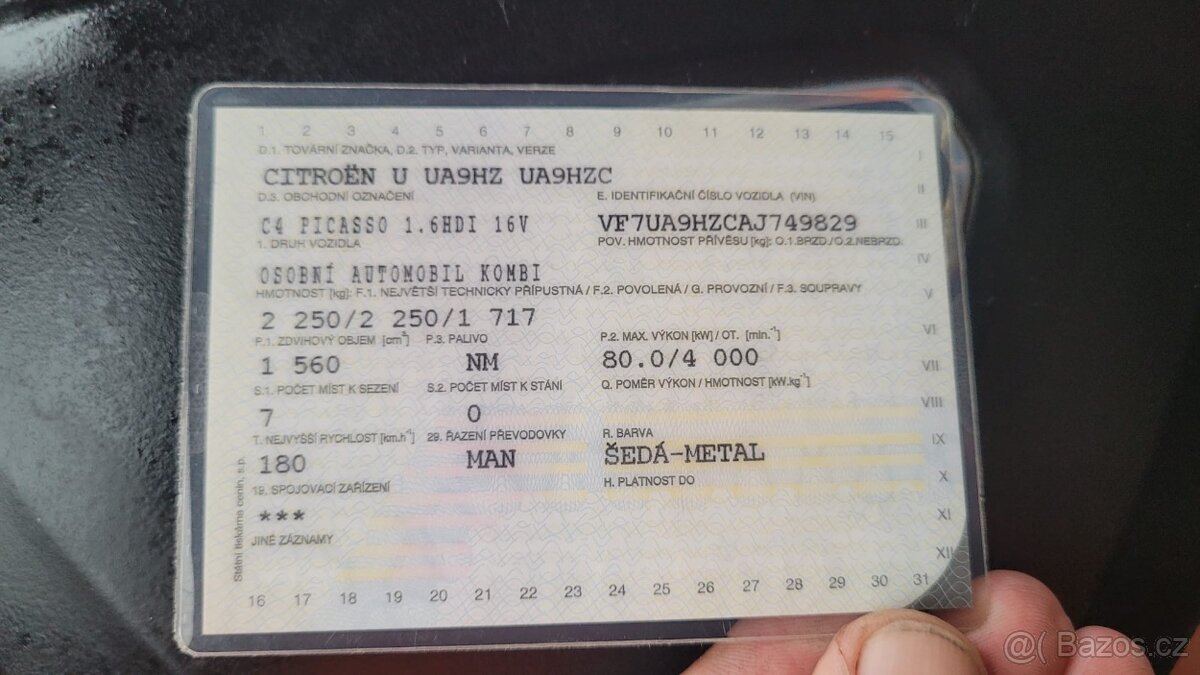 1 2 3 4 5 6 7 8 9 10 11 12 13 14 15
D.1. TOVÁRNÍ ZNAČKA, D.2. TYP, VARIANTA, VERZE
I
CITROËN U UA9HZ UA9HZC
II
D.3. OBCHODNÍ OZNAČENÍ E. IDENTIFIKAČNÍ ČÍSLO VOZIDLA (VIN)
C4 PICASSO 1.6HDI 16V VF7UA9HZCAJ749829
III
1. DRUH VOZIDLA POV. HMOTNOST PŘÍVĚSU [kg]: O.1.BRZD./O.2.NEBRZD.
IV
OSOBNÍ AUTOMOBIL KOMBI
HMOTNOST [kg]: F.1. NEJVĚTŠÍ TECHNICKY PŘÍPUSTNÁ / F.2. POVOLENÁ / G. PROVOZNÍ / F.3. SOUPRAVY
V
2 250/2 250/1 717
VI
P.1. ZDVIHOVÝ OBJEM [cm³] P.3. PALIVO P.2. MAX. VÝKON [kW] / OT. [min.⁻¹]
1 560 NM 80.0/4 000
VII
S.1. POČET MÍST K SEZENÍ S.2. POČET MÍST K STÁNÍ Q. POMĚR VÝKON / HMOTNOST [kW.kg⁻¹]
VIII
7 0
T. NEJVYŠŠÍ RYCHLOST [km.h⁻¹] 29. ŘAZENÍ PŘEVODOVKY R. BARVA
IX
180 MAN ŠEDÁ-METAL
X
19. SPOJOVACÍ ZAŘÍZENÍ H. PLATNOST DO
***
XI
JINÉ ZÁZNAMY
XII
16 17 18 19 20 21 22 23 24 25 26 27 28 29 30 31
Státní tiskárna cenin, s.p.
@( Bazos.cz